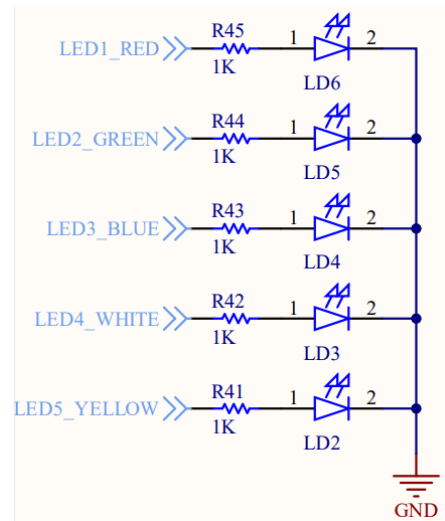 R45
LED1_RED 1 2
1K
LD6
R44
LED2_GREEN 1 2
1K
LD5
R43
LED3_BLUE 1 2
1K
LD4
R42
LED4_WHITE 1 2
1K
LD3
R41
LED5_YELLOW 1 2
1K
LD2
GND